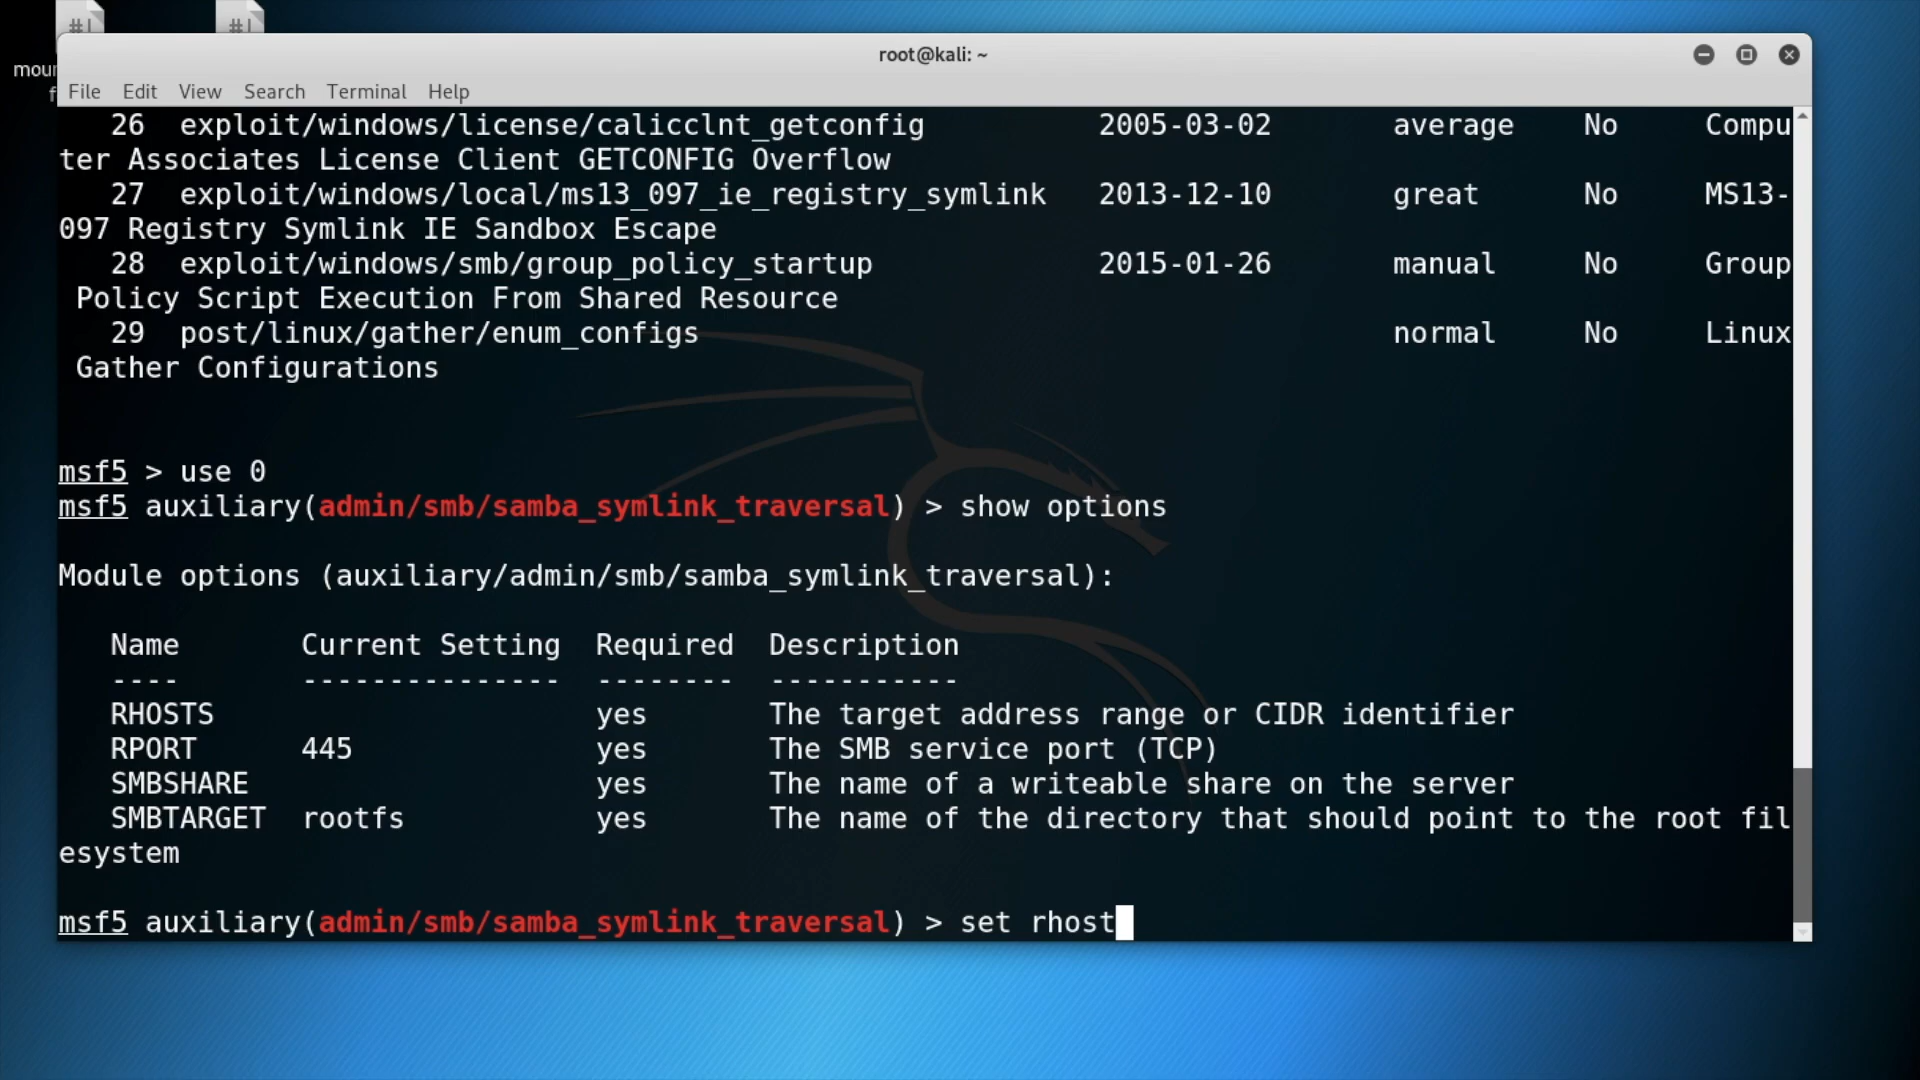 #!
#!
root@kali: ~
mour
f
File Edit View Search Terminal Help
26 exploit/windows/license/calicclnt_getconfig 2005-03-02 average No Compu
ter Associates License Client GETCONFIG Overflow
27 exploit/windows/local/ms13_097_ie_registry_symlink 2013-12-10 great No MS13-
097 Registry Symlink IE Sandbox Escape
28 exploit/windows/smb/group_policy_startup 2015-01-26 manual No Group
Policy Script Execution From Shared Resource
29 post/linux/gather/enum_configs normal No Linux
Gather Configurations
msf5 > use 0
msf5 auxiliary(admin/smb/samba_symlink_traversal) > show options
Module options (auxiliary/admin/smb/samba_symlink_traversal):
Name Current Setting Required Description
---- --------------- -------- -----------
RHOSTS yes The target address range or CIDR identifier
RPORT 445 yes The SMB service port (TCP)
SMBSHARE yes The name of a writeable share on the server
SMBTARGET rootfs yes The name of the directory that should point to the root fil
esystem
msf5 auxiliary(admin/smb/samba_symlink_traversal) > set rhost